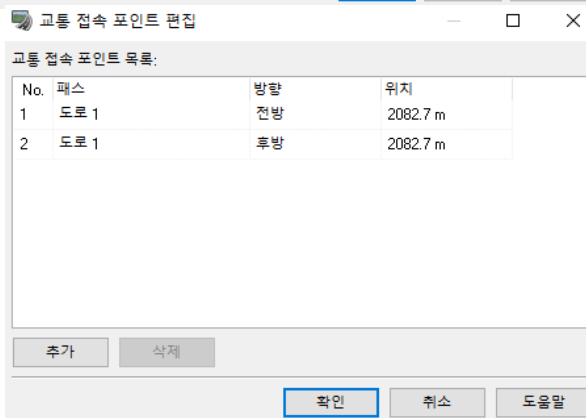 교통 접속 포인트 편집
교통 접속 포인트 목록:
No. 패스 방향 위치
1 도로 1 전방 2082.7 m
2 도로 1 후방 2082.7 m
추가 삭제
확인 취소 도움말